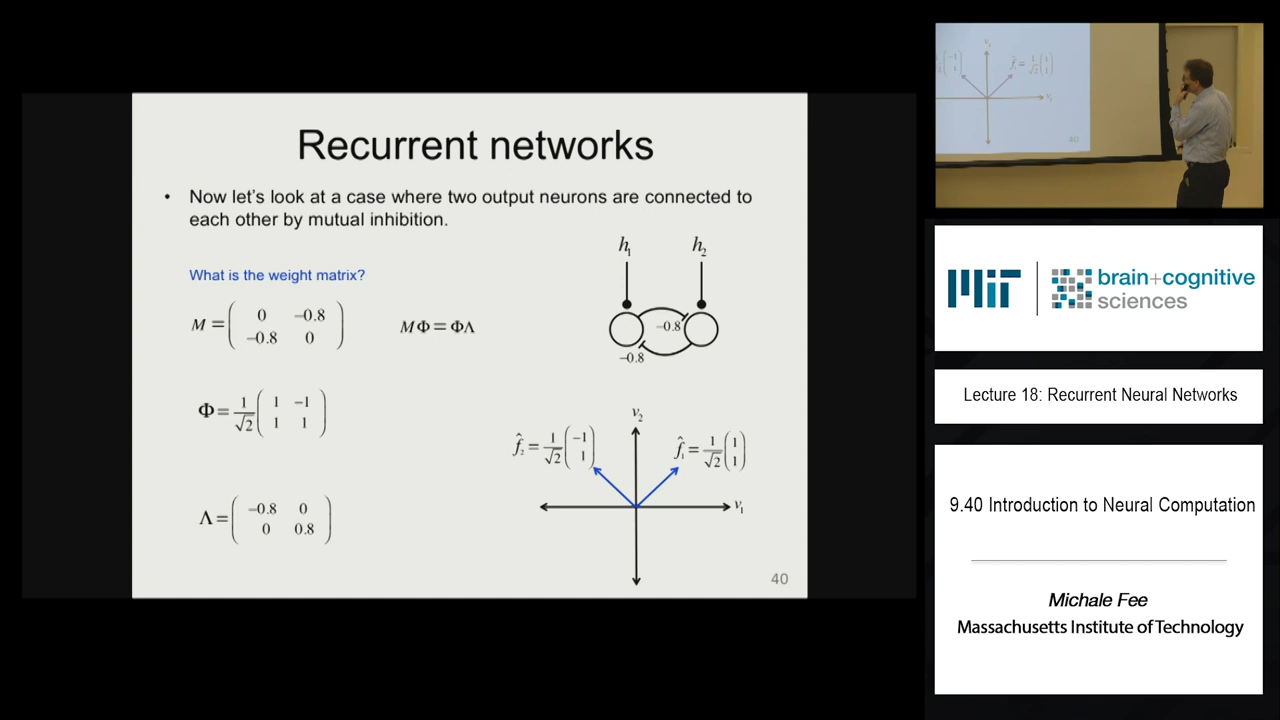 Recurrent networks
• Now let's look at a case where two output neurons are connected to
each other by mutual inhibition.
What is the weight matrix?
h₁ h₂
M = ( 0 –0.8
–0.8 0 )
MΦ = ΦΛ
–0.8
–0.8
Φ = 1/√2 ( 1 –1
1 1 )
v₂
f̂₂ = 1/√2 ( –1
1 )
f̂₁ = 1/√2 ( 1
1 )
v₁
Λ = ( –0.8 0
0 0.8 )
40
MIT brain+cognitive
sciences
Lecture 18: Recurrent Neural Networks
9.40 Introduction to Neural Computation
Michale Fee
Massachusetts Institute of Technology